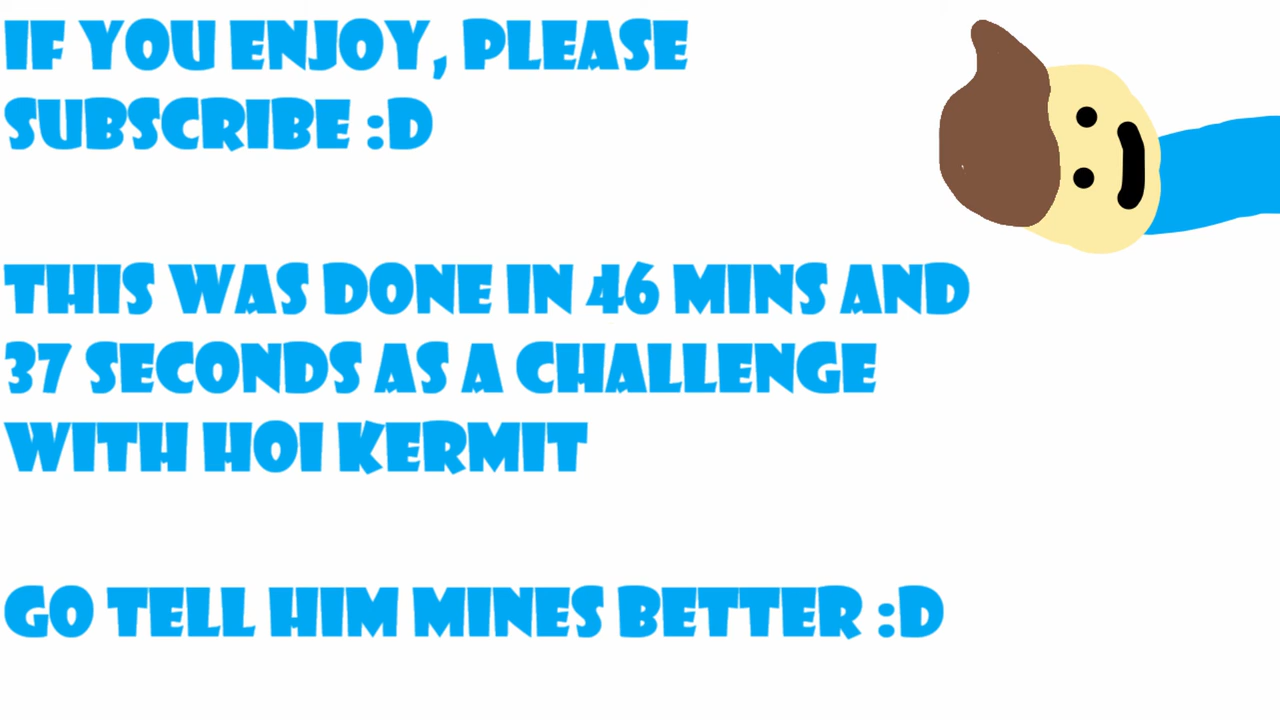 IF YOU ENJOY, PLEASE
SUBSCRIBE :D
THIS WAS DONE IN 46 MINS AND
37 SECONDS AS A CHALLENGE
WITH HOI KERMIT
GO TELL HIM MINES BETTER :D